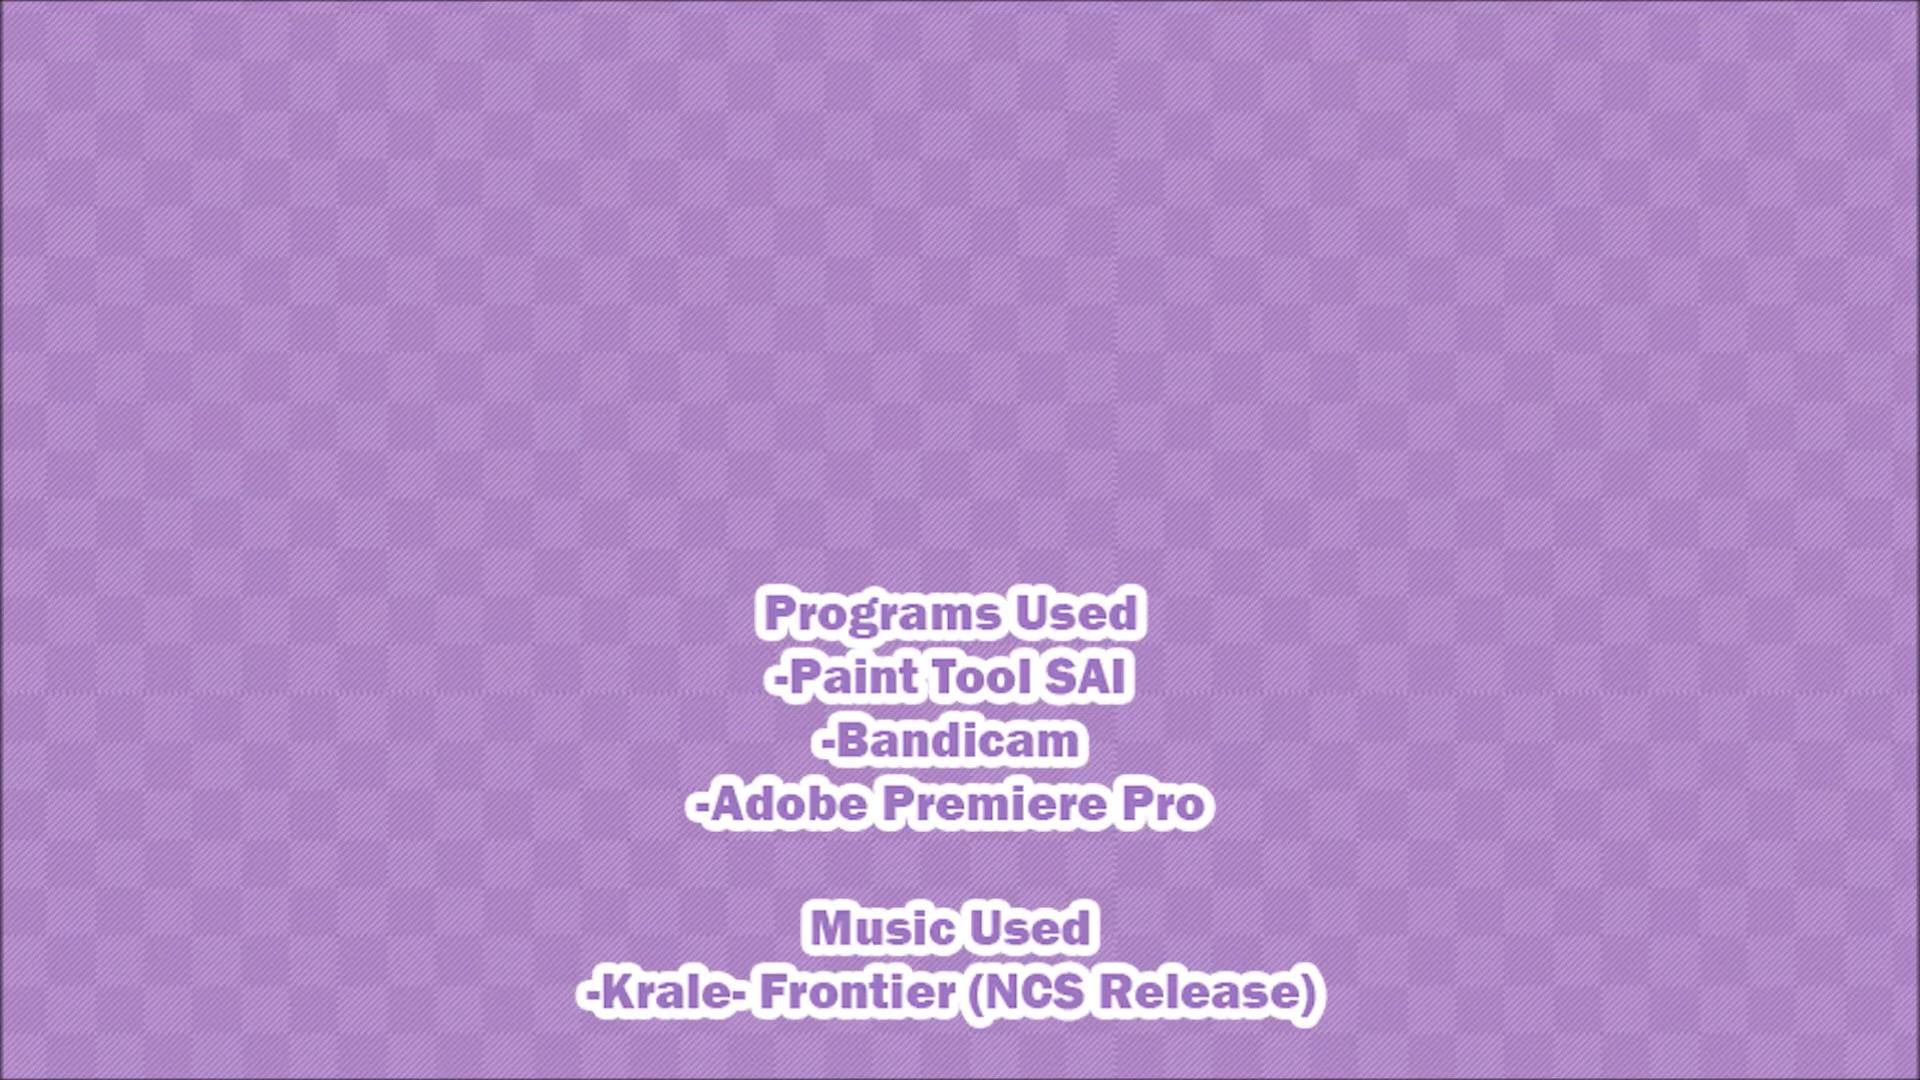 Programs Used
-Paint Tool SAI
-Bandicam
-Adobe Premiere Pro
Music Used
-Krale- Frontier (NCS Release)